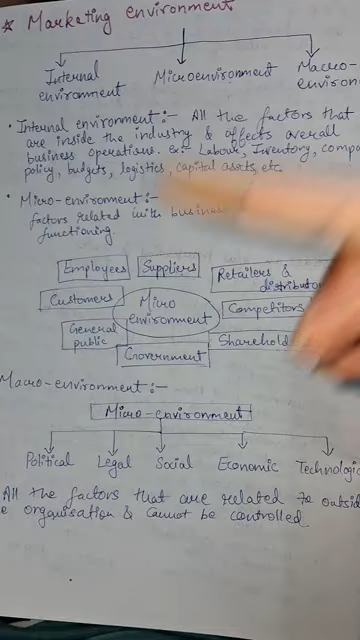 * Marketing environment
Internal environment
Microenvironment
Macro-
• Internal environment :- All the factors that
are inside the industry & affects overall
business operations. Labour, Inventory,
policy, budgets, logistics, capital assets, etc
• Micro-environment :-
factors related with
functioning.
Employees
Suppliers
Retailers &
Customers
Micro environment
Competitors
General public
Government
Macro-environment :-
Micro-environment
Political Legal Social Economic
All the factors that are related to
organisation & cannot be controlled.